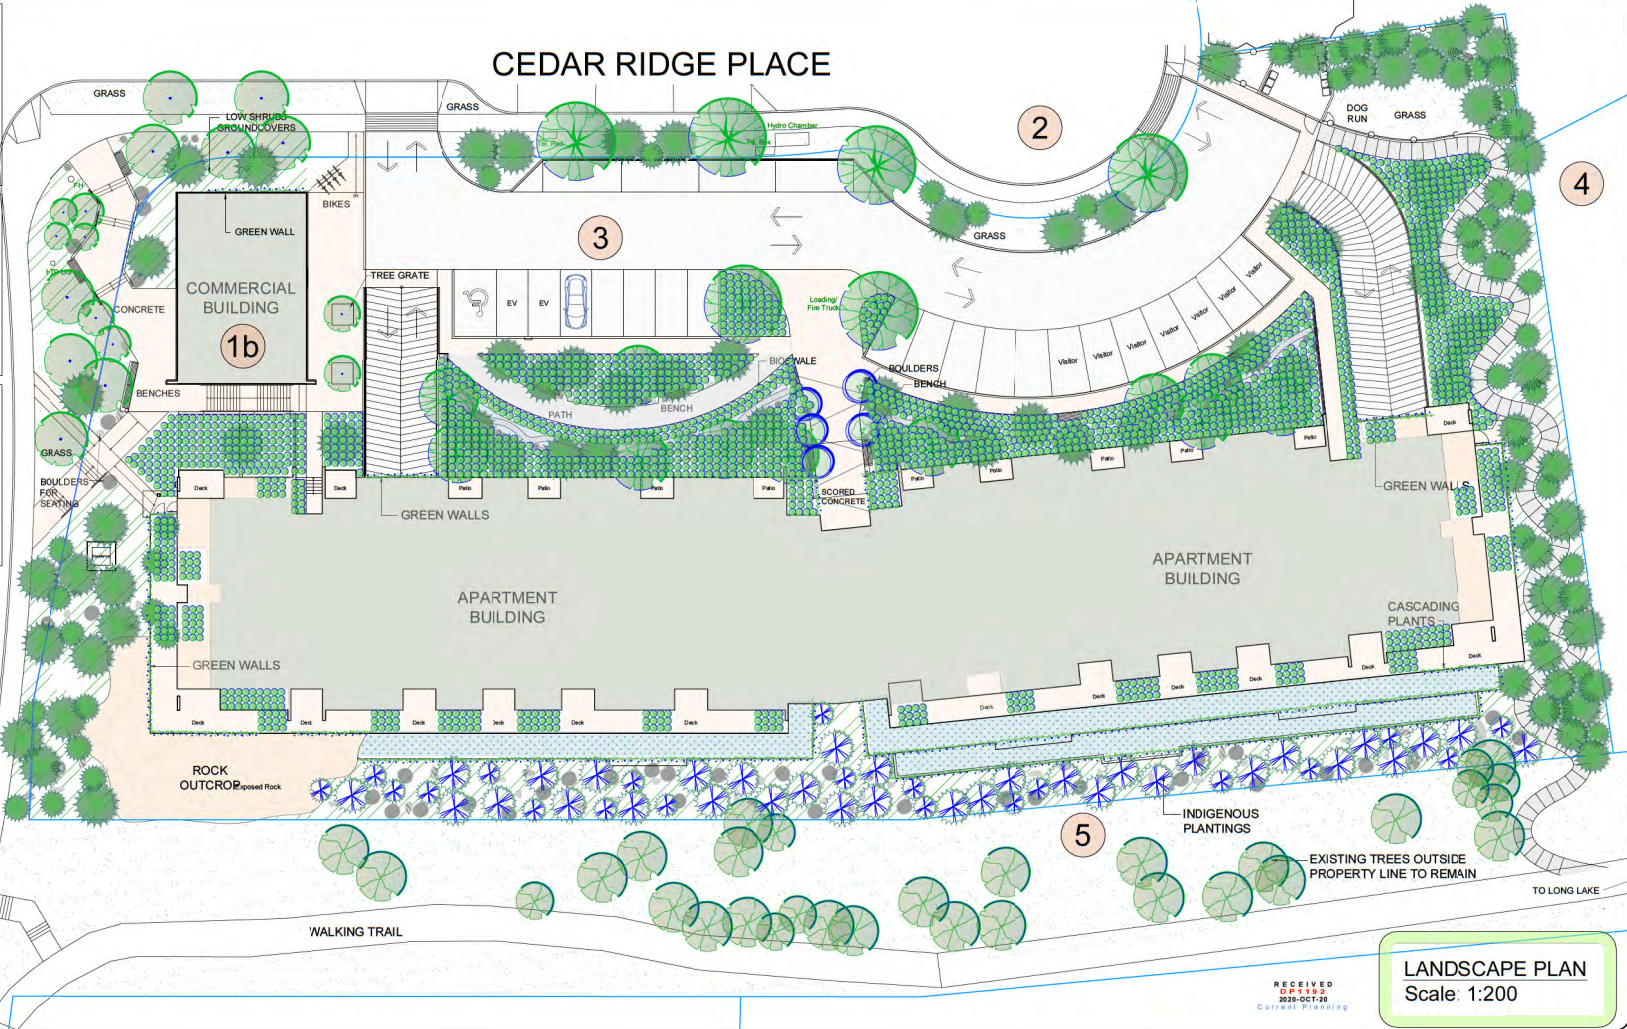 CEDAR RIDGE PLACE
GRASS
GRASS
LOW SHRUBS
GROUNDCOVERS
Hydro Chamber
Tel. Box
2
DOG
RUN
GRASS
4
FH
BIKES
GREEN WALL
3
GRASS
COMMERCIAL
BUILDING
1b
TREE GRATE
CONCRETE
EV
EV
Loading/
Fire Truck
Visitor
Visitor
Visitor
Visitor
Visitor
Visitor
Visitor
BENCHES
BIOSWALE
BOULDERS
BENCH
PATH
BENCH
GRASS
BOULDERS
FOR
SEATING
Deck
Deck
Patio
Patio
Patio
Patio
SCORED
CONCRETE
Patio
Patio
Patio
Patio
Patio
Deck
GREEN WALLS
GREEN WALLS
APARTMENT
BUILDING
APARTMENT
BUILDING
CASCADING
PLANTS
GREEN WALLS
Deck
Deck
Deck
Deck
Deck
Deck
Deck
Deck
Deck
Deck
Deck
Deck
ROCK
OUTCROP
Exposed Rock
INDIGENOUS
PLANTINGS
5
EXISTING TREES OUTSIDE
PROPERTY LINE TO REMAIN
TO LONG LAKE
WALKING TRAIL
LANDSCAPE PLAN
Scale: 1:200
RECEIVED
DP1192
2020-OCT-20
Current Planning